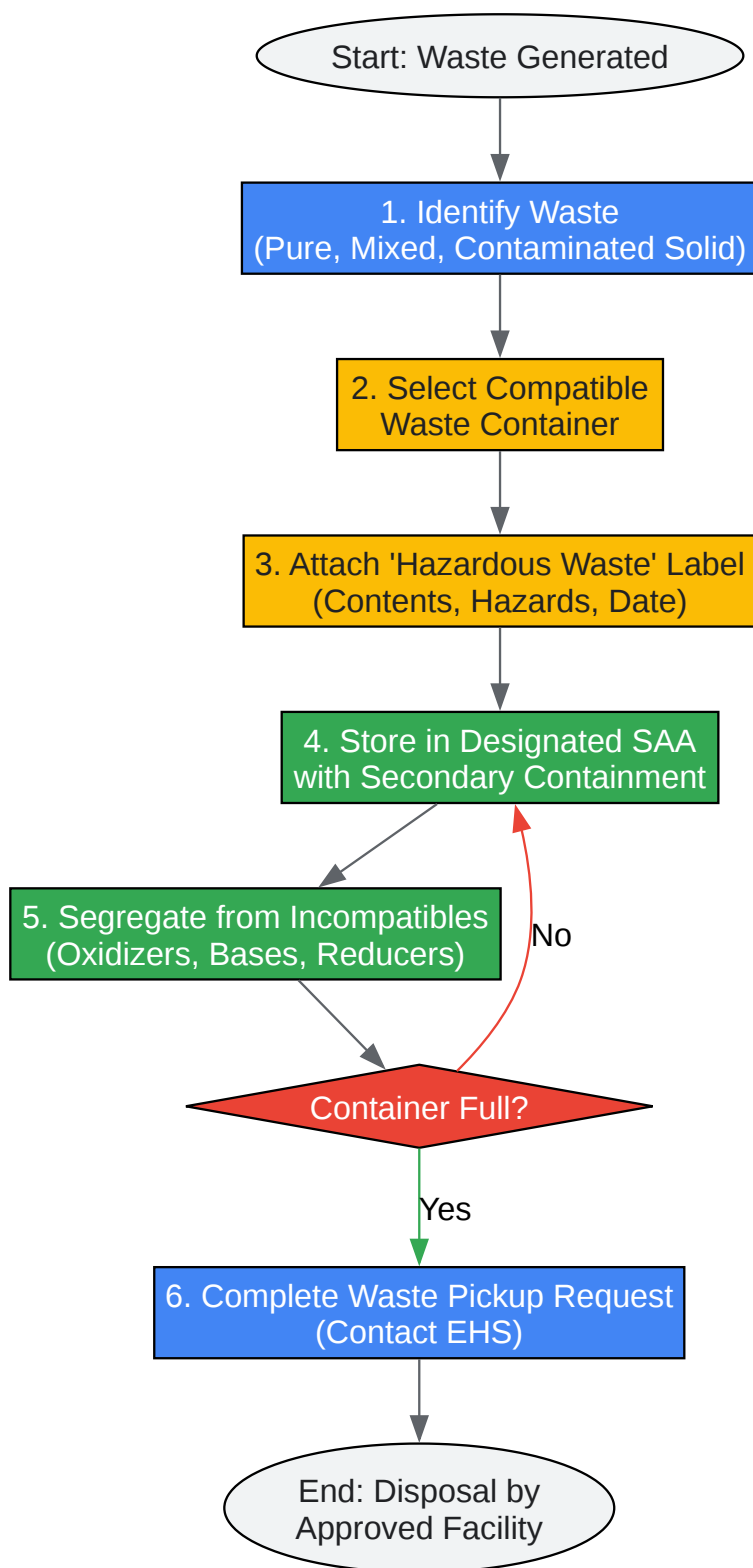 Start: Waste Generated
1. Identify Waste
(Pure, Mixed, Contaminated Solid)
2. Select Compatible
Waste Container
3. Attach 'Hazardous Waste' Label
(Contents, Hazards, Date)
4. Store in Designated SAA
with Secondary Containment
5. Segregate from Incompatibles
(Oxidizers, Bases, Reducers)
No
Container Full?
Yes
6. Complete Waste Pickup Request
(Contact EHS)
End: Disposal by
Approved Facility